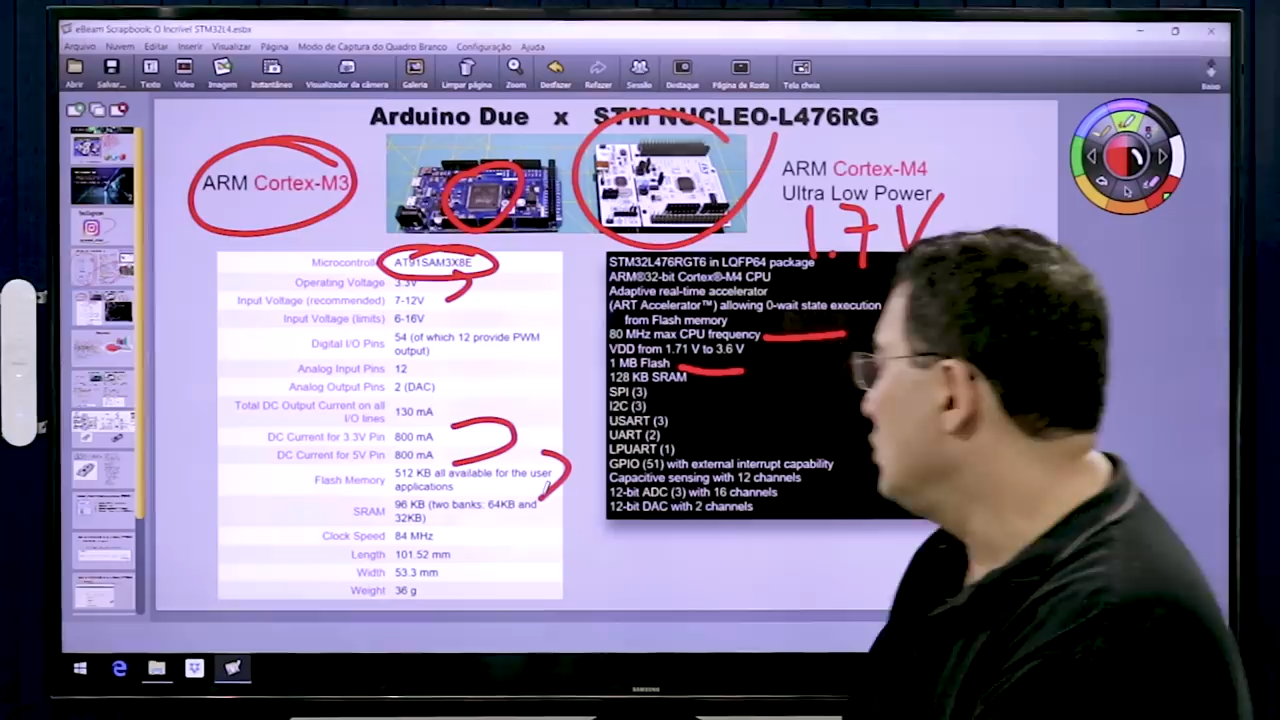 eBeam Scrapbook: O Incrível STM32L4.esbx
Arquivo Nuvem Editar Inserir Visualizar Página Modo de Captura do Quadro Branco Configuração Ajuda
Abrir Salvar... Texto Vídeo Imagem Instantâneo Visualizador da câmera Galeria Limpar página Zoom Desfazer Refazer Sessão Destaque Página de Rosto Tela cheia Baixo
Arduino Due x STM NUCLEO-L476RG
ARM Cortex-M3
ARM Cortex-M4
Ultra Low Power
1.7 V
Microcontrolle AT91SAM3X8E
Operating Voltage 3.3V
Input Voltage (recommended) 7-12V
Input Voltage (limits) 6-16V
Digital I/O Pins 54 (of which 12 provide PWM
output)
Analog Input Pins 12
Analog Output Pins 2 (DAC)
Total DC Output Current on all
I/O lines 130 mA
DC Current for 3.3V Pin 800 mA
DC Current for 5V Pin 800 mA
Flash Memory 512 KB all available for the user
applications
SRAM 96 KB (two banks: 64KB and
32KB)
Clock Speed 84 MHz
Length 101.52 mm
Width 53.3 mm
Weight 36 g
STM32L476RGT6 in LQFP64 package
ARM®32-bit Cortex®-M4 CPU
Adaptive real-time accelerator
(ART Accelerator™) allowing 0-wait state execution
from Flash memory
80 MHz max CPU frequency
VDD from 1.71 V to 3.6 V
1 MB Flash
128 KB SRAM
SPI (3)
I2C (3)
USART (3)
UART (2)
LPUART (1)
GPIO (51) with external interrupt capability
Capacitive sensing with 12 channels
12-bit ADC (3) with 16 channels
12-bit DAC with 2 channels
SAMSUNG